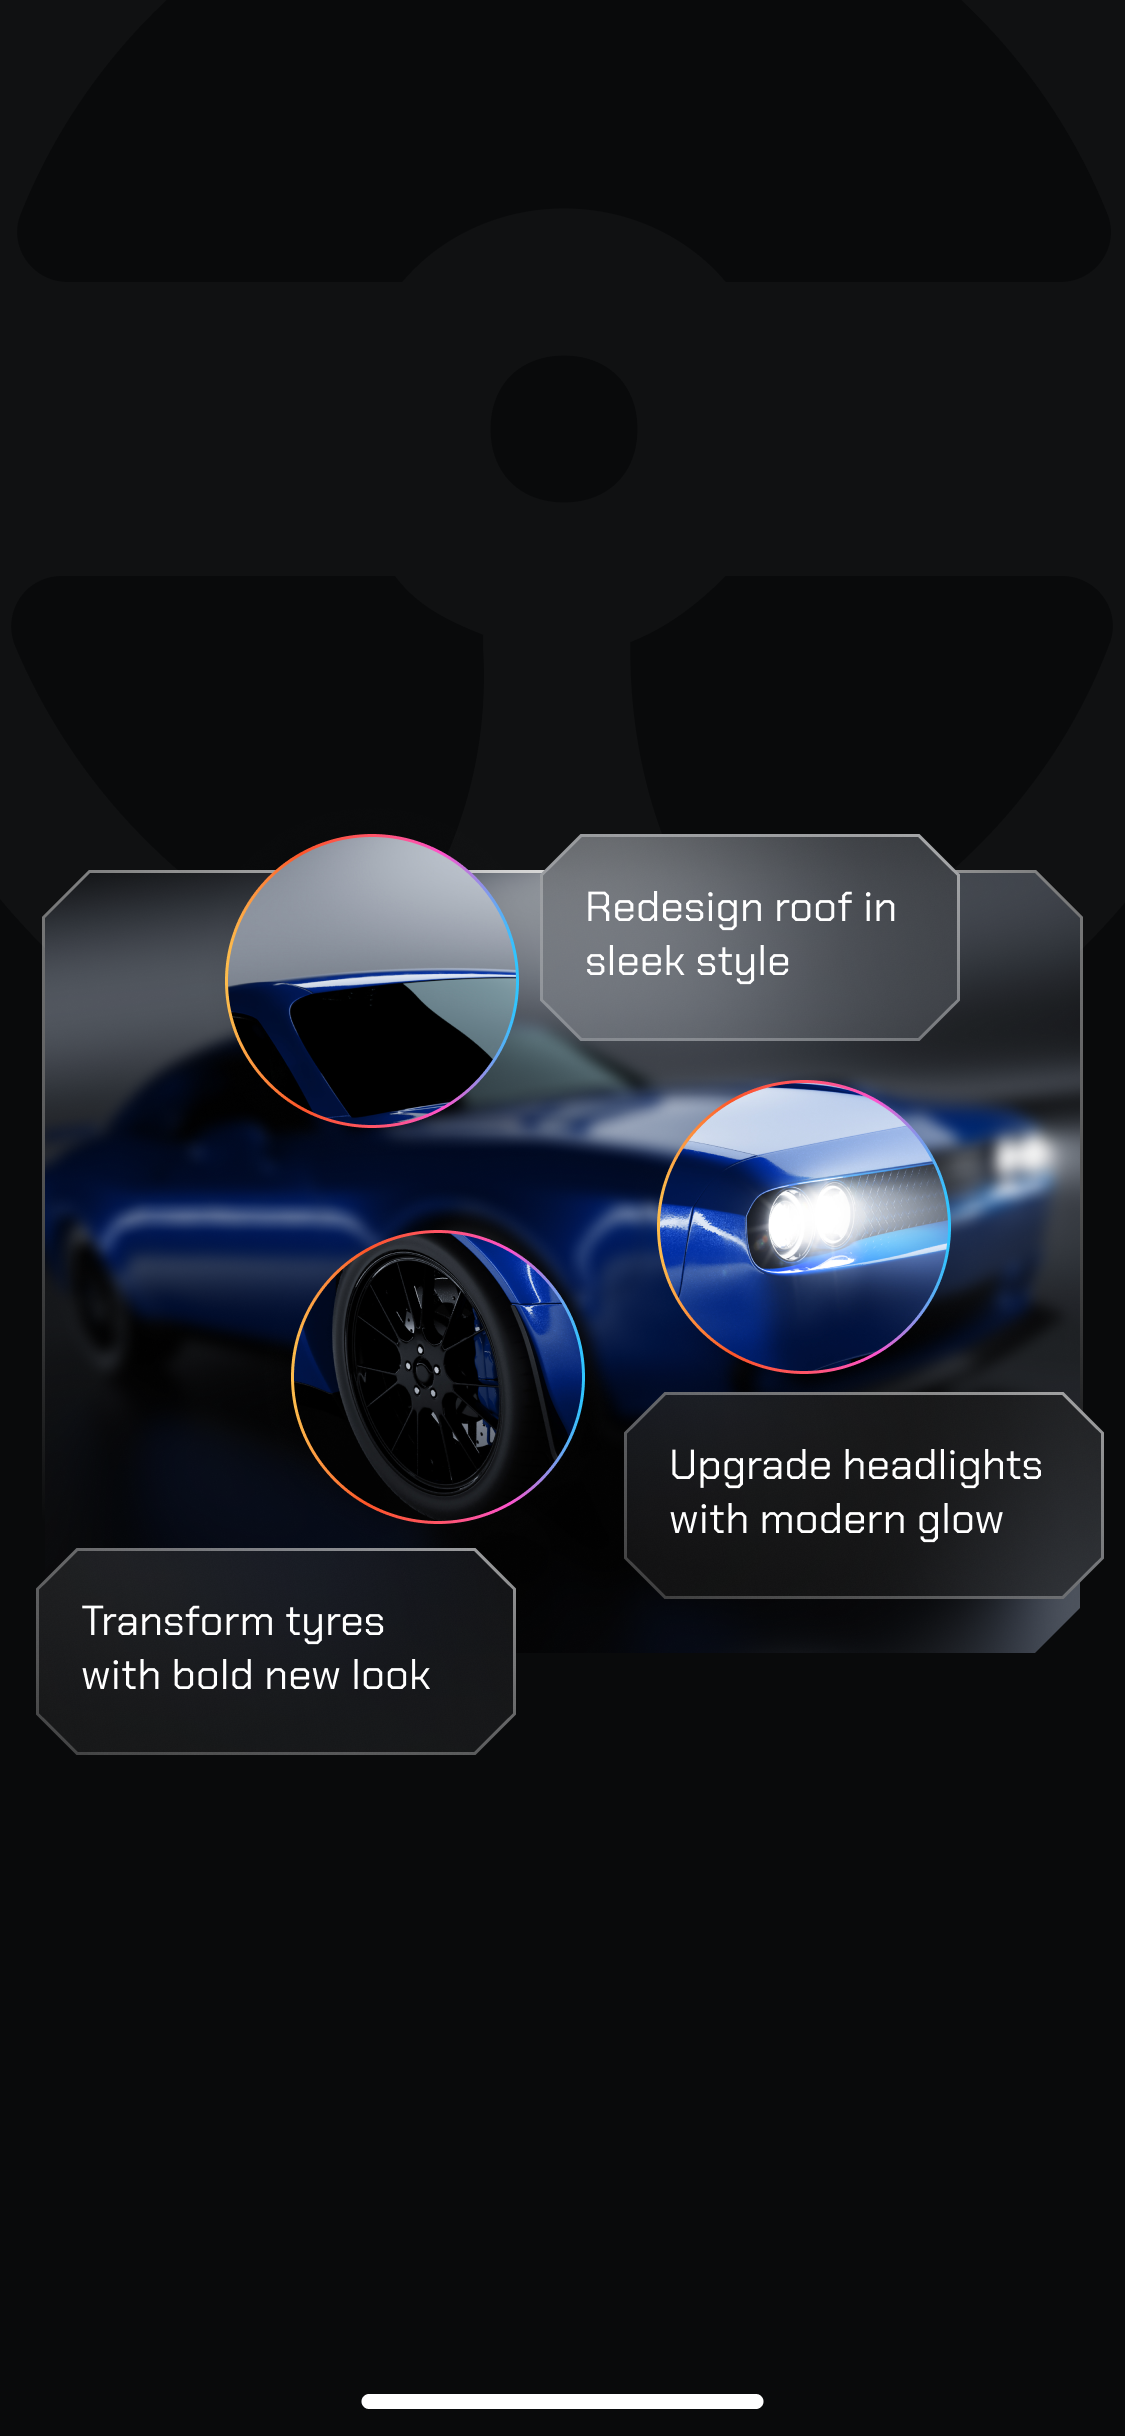 Redesign roof in
sleek style
Upgrade headlights
with modern glow
Transform tyres
with bold new look